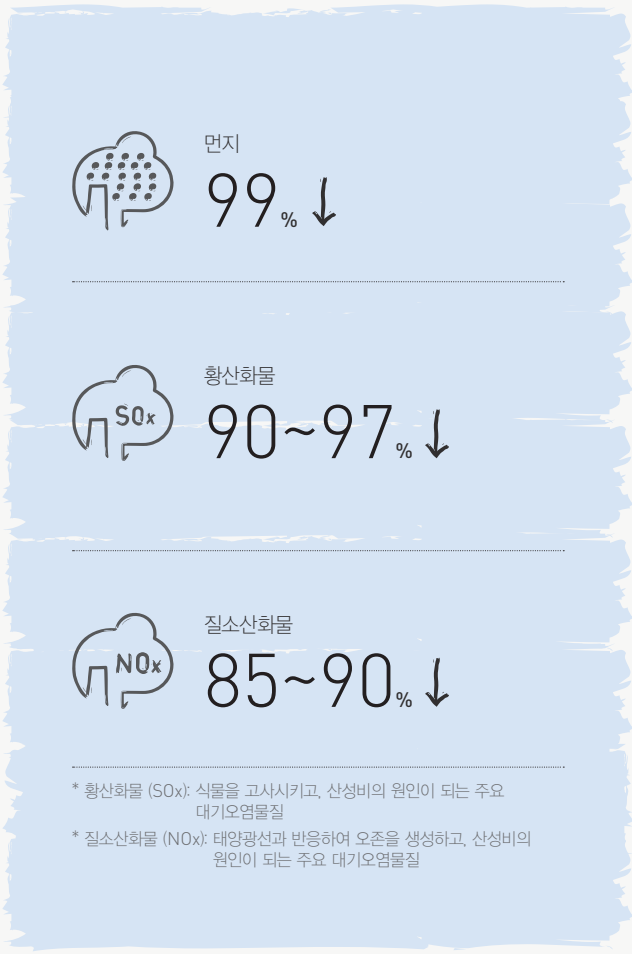 먼지
99% ↓
황산화물
SOx
90~97% ↓
질소산화물
NOx
85~90% ↓
* 황산화물 (SOx): 식물을 고사시키고, 산성비의 원인이 되는 주요
대기오염물질
* 질소산화물 (NOx): 태양광선과 반응하여 오존을 생성하고, 산성비의
원인이 되는 주요 대기오염물질